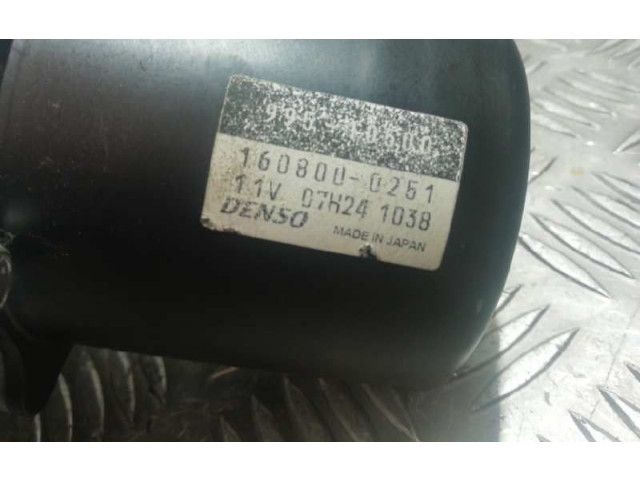 160800-0251
11V 07H24 1038
DENSO MADE IN JAPAN